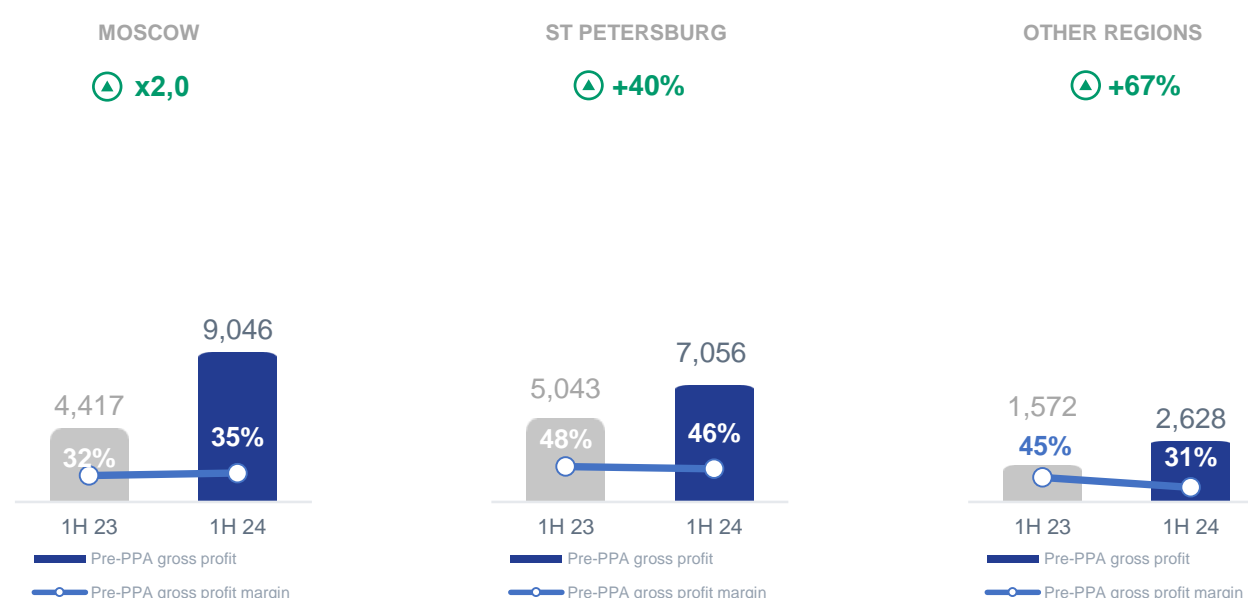 MOSCOW
x2,0
9,046
4,417
35%
32%
1H 23 1H 24
Pre-PPA gross profit
Pre-PPA gross profit margin
ST PETERSBURG
+40%
7,056
5,043
46%
48%
1H 23 1H 24
Pre-PPA gross profit
Pre-PPA gross profit margin
OTHER REGIONS
+67%
1,572
2,628
45%
31%
1H 23 1H 24
Pre-PPA gross profit
Pre-PPA gross profit margin